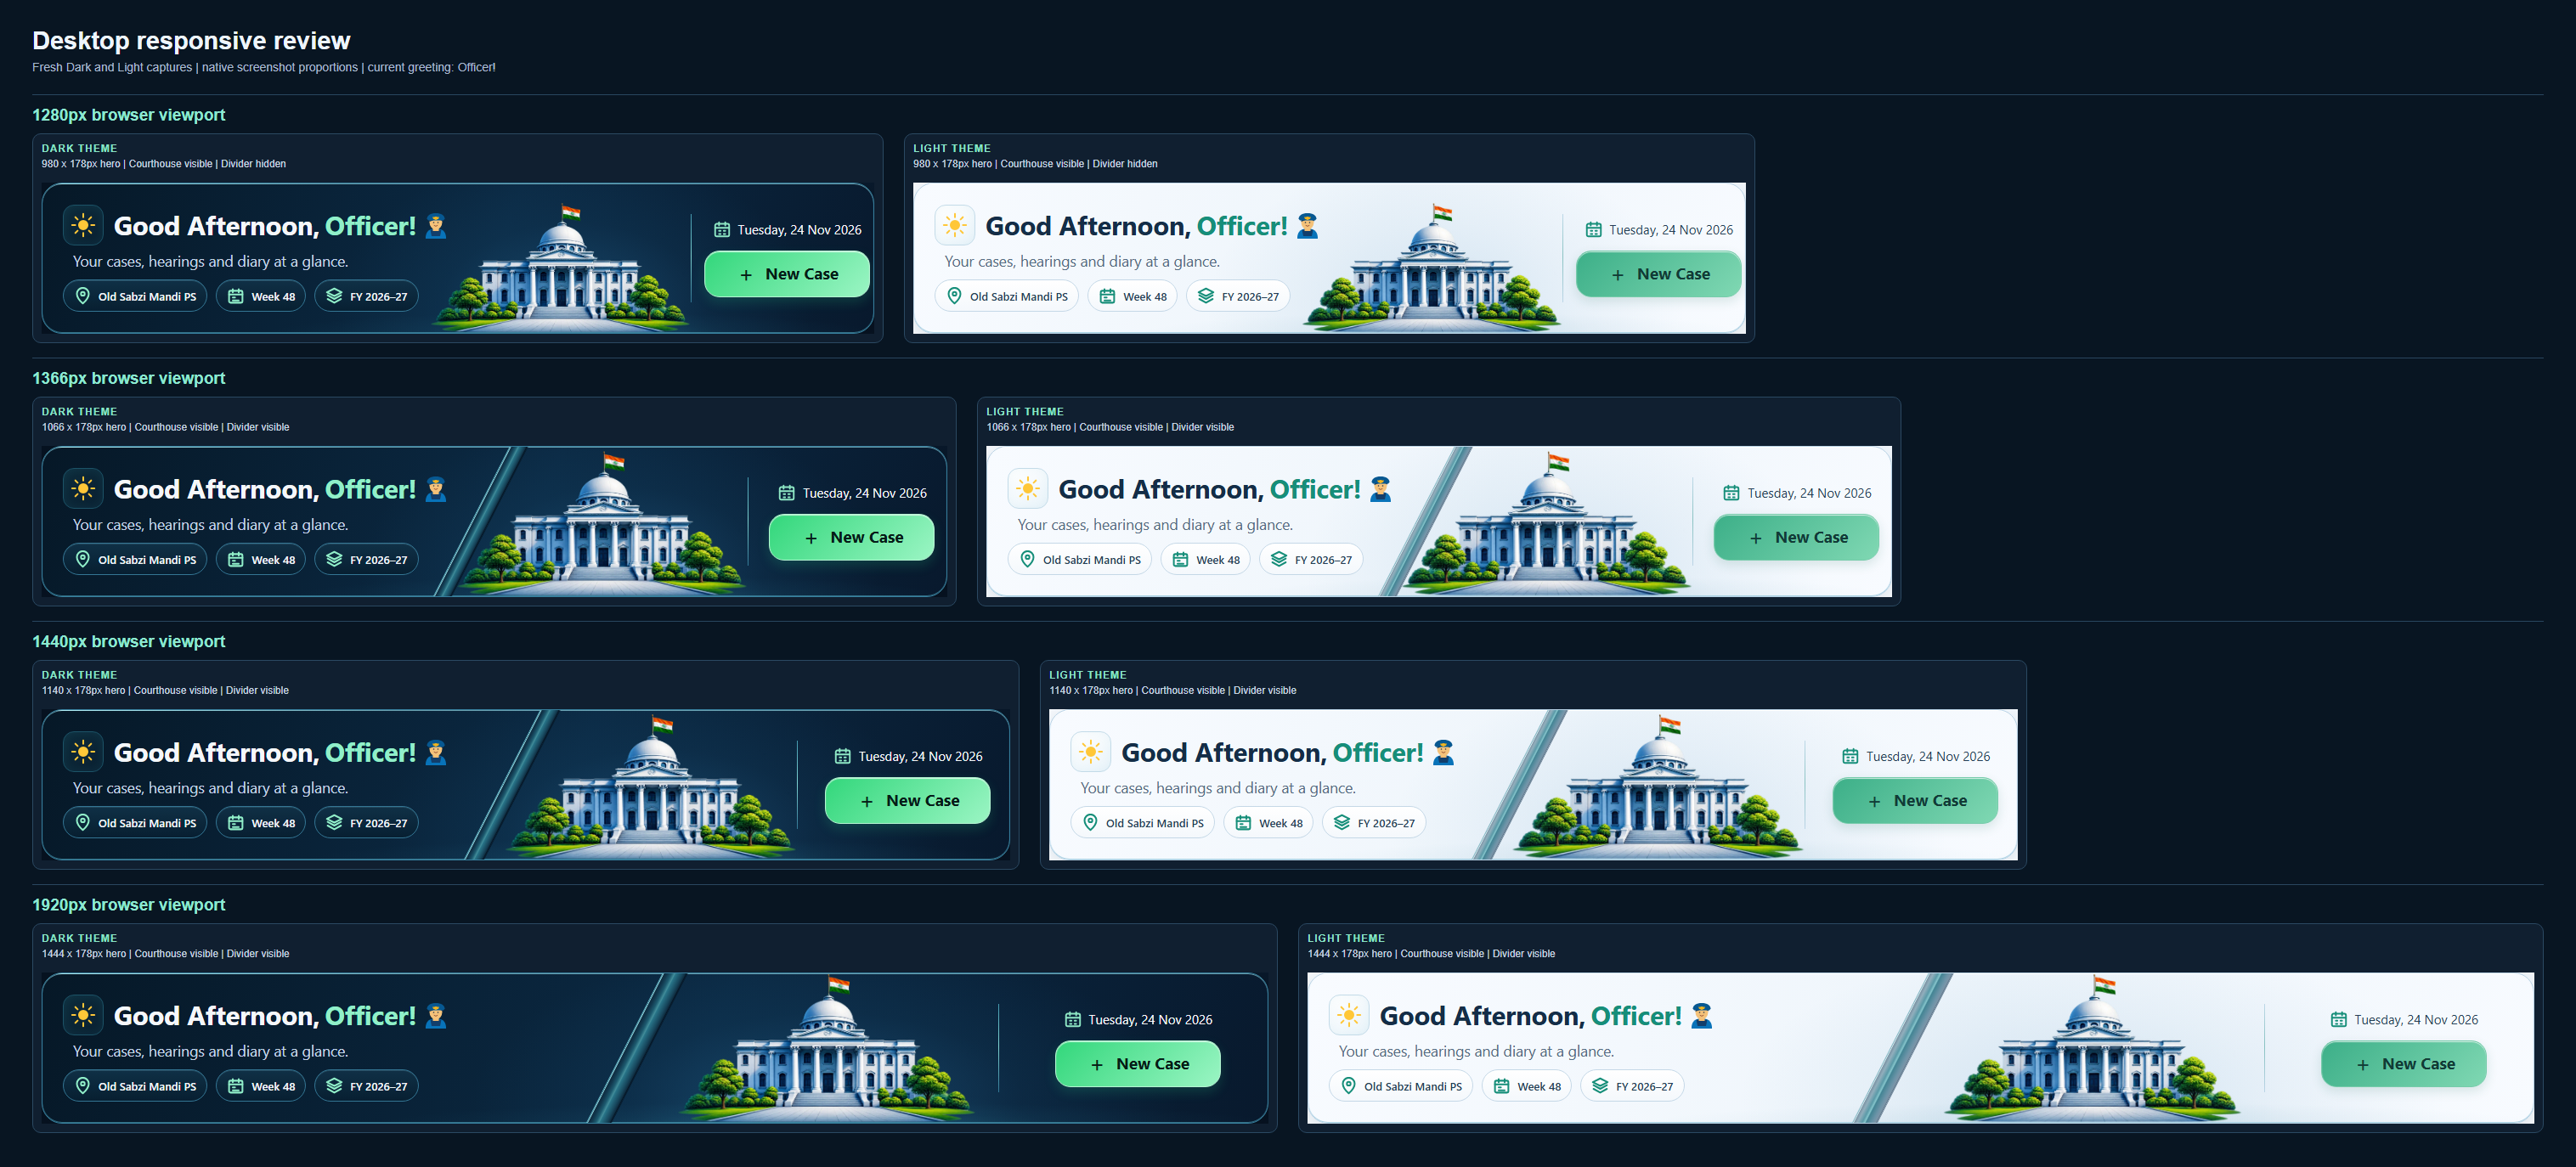 Desktop responsive review
Fresh Dark and Light captures | native screenshot proportions | current greeting: Officer!
1280px browser viewport
DARK THEME
980 x 178px hero | Courthouse visible | Divider hidden
Good Afternoon, Officer!
Your cases, hearings and diary at a glance.
Old Sabzi Mandi PS
Week 48
FY 2026–27
Tuesday, 24 Nov 2026
+ New Case
LIGHT THEME
980 x 178px hero | Courthouse visible | Divider hidden
Good Afternoon, Officer!
Your cases, hearings and diary at a glance.
Old Sabzi Mandi PS
Week 48
FY 2026–27
Tuesday, 24 Nov 2026
+ New Case
1366px browser viewport
DARK THEME
1066 x 178px hero | Courthouse visible | Divider visible
Good Afternoon, Officer!
Your cases, hearings and diary at a glance.
Old Sabzi Mandi PS
Week 48
FY 2026–27
Tuesday, 24 Nov 2026
+ New Case
LIGHT THEME
1066 x 178px hero | Courthouse visible | Divider visible
Good Afternoon, Officer!
Your cases, hearings and diary at a glance.
Old Sabzi Mandi PS
Week 48
FY 2026–27
Tuesday, 24 Nov 2026
+ New Case
1440px browser viewport
DARK THEME
1140 x 178px hero | Courthouse visible | Divider visible
Good Afternoon, Officer!
Your cases, hearings and diary at a glance.
Old Sabzi Mandi PS
Week 48
FY 2026–27
Tuesday, 24 Nov 2026
+ New Case
LIGHT THEME
1140 x 178px hero | Courthouse visible | Divider visible
Good Afternoon, Officer!
Your cases, hearings and diary at a glance.
Old Sabzi Mandi PS
Week 48
FY 2026–27
Tuesday, 24 Nov 2026
+ New Case
1920px browser viewport
DARK THEME
1444 x 178px hero | Courthouse visible | Divider visible
Good Afternoon, Officer!
Your cases, hearings and diary at a glance.
Old Sabzi Mandi PS
Week 48
FY 2026–27
Tuesday, 24 Nov 2026
+ New Case
LIGHT THEME
1444 x 178px hero | Courthouse visible | Divider visible
Good Afternoon, Officer!
Your cases, hearings and diary at a glance.
Old Sabzi Mandi PS
Week 48
FY 2026–27
Tuesday, 24 Nov 2026
+ New Case